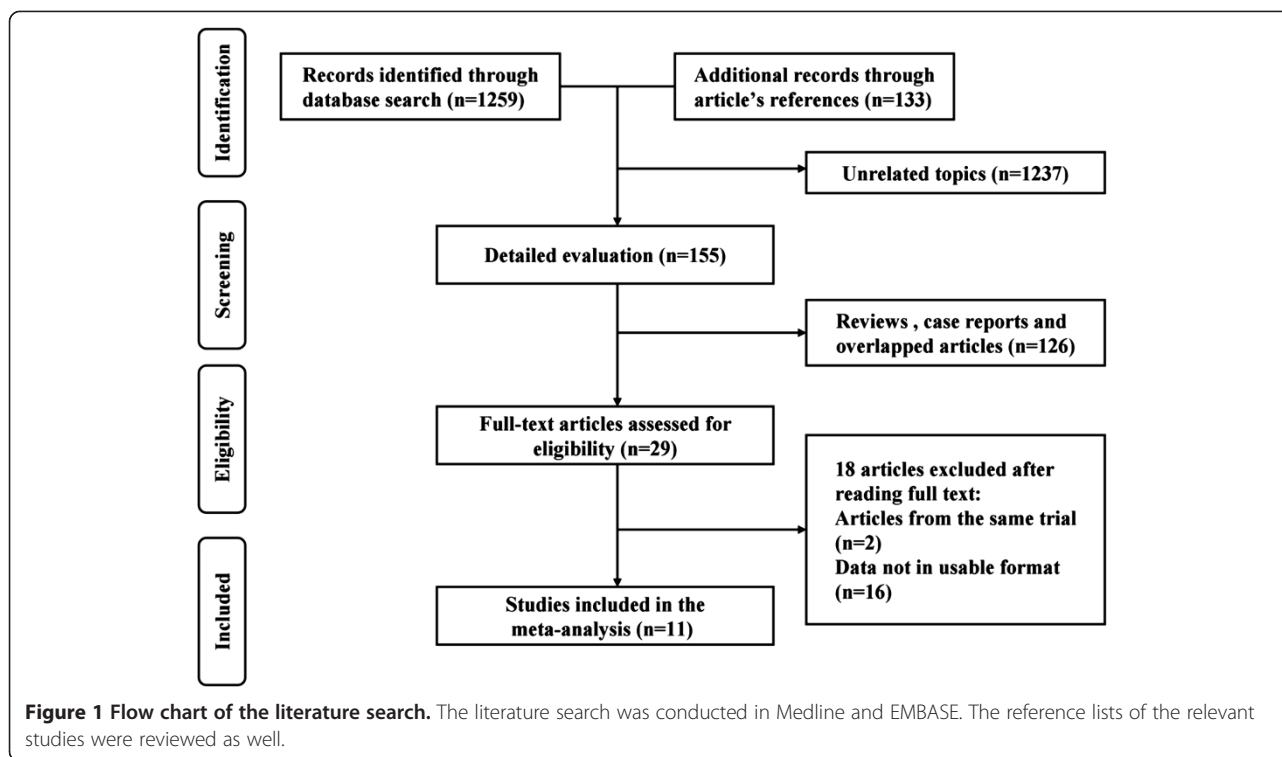 Identification
Records identified through
database search (n=1259)
Additional records through
article's references (n=133)
Unrelated topics (n=1237)
Screening
Detailed evaluation (n=155)
Reviews , case reports and
overlapped articles (n=126)
Eligibility
Full-text articles assessed for
eligibility (n=29)
18 articles excluded after
reading full text:
Articles from the same trial
(n=2)
Data not in usable format
(n=16)
Included
Studies included in the
meta-analysis (n=11)
Figure 1 Flow chart of the literature search. The literature search was conducted in Medline and EMBASE. The reference lists of the relevant
studies were reviewed as well.